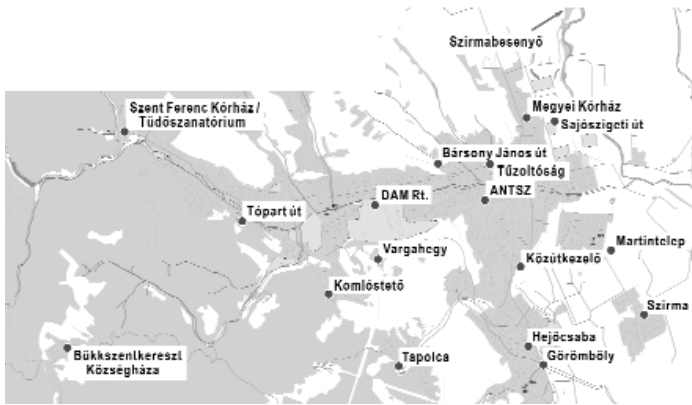 Szirmabesenyő
Szent Ferenc Kórház /
Tüdőszanatórium
Megyei Kórház
Sajószigeti út
Bársony János út
Tűzoltóság
DAM Rt.
ANTSZ
Tópart út
Martintelep
Vargahegy
Közútkezelő
Komlóstető
Szirma
Hejőcsaba
Bükkszentkereszt
Községháza
Tapolca
Görömböly